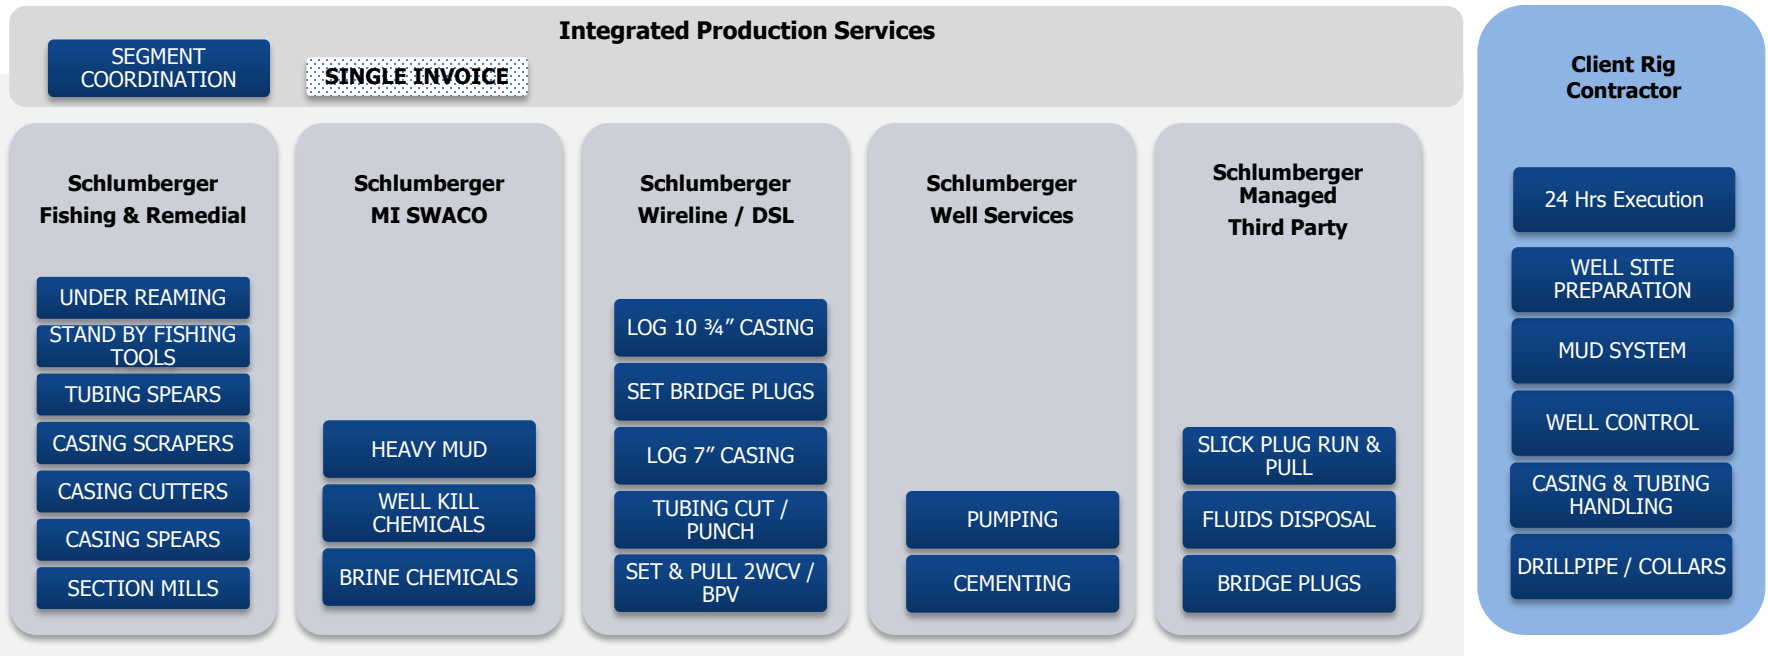 Integrated Production Services
SEGMENT
COORDINATION
SINGLE INVOICE
Schlumberger
Fishing & Remedial
UNDER REAMING
STAND BY FISHING
TOOLS
TUBING SPEARS
CASING SCRAPERS
CASING CUTTERS
CASING SPEARS
SECTION MILLS
Schlumberger
MI SWACO
HEAVY MUD
WELL KILL
CHEMICALS
BRINE CHEMICALS
Schlumberger
Wireline / DSL
LOG 10 ¾” CASING
SET BRIDGE PLUGS
LOG 7” CASING
TUBING CUT /
PUNCH
SET & PULL 2WCV /
BPV
Schlumberger
Well Services
PUMPING
CEMENTING
Schlumberger
Managed
Third Party
SLICK PLUG RUN &
PULL
FLUIDS DISPOSAL
BRIDGE PLUGS
Client Rig
Contractor
24 Hrs Execution
WELL SITE
PREPARATION
MUD SYSTEM
WELL CONTROL
CASING & TUBING
HANDLING
DRILLPIPE / COLLARS